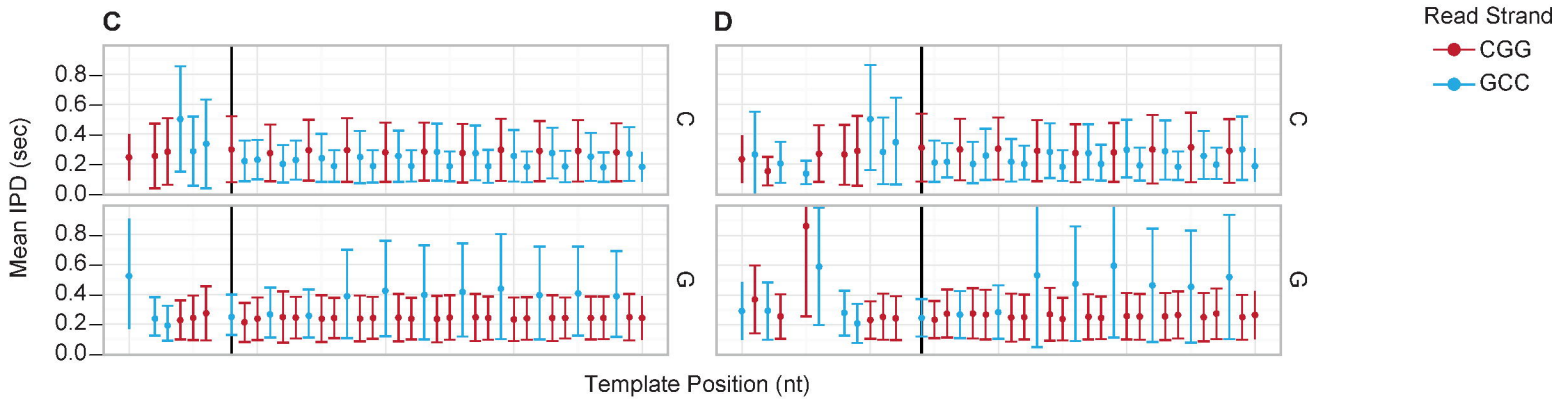 C
D
Read Strand
CGG
GCC
Mean IPD (sec)
0.8
0.6
0.4
0.2
0.0
C
C
0.8
0.6
0.4
0.2
0.0
G
G
Template Position (nt)